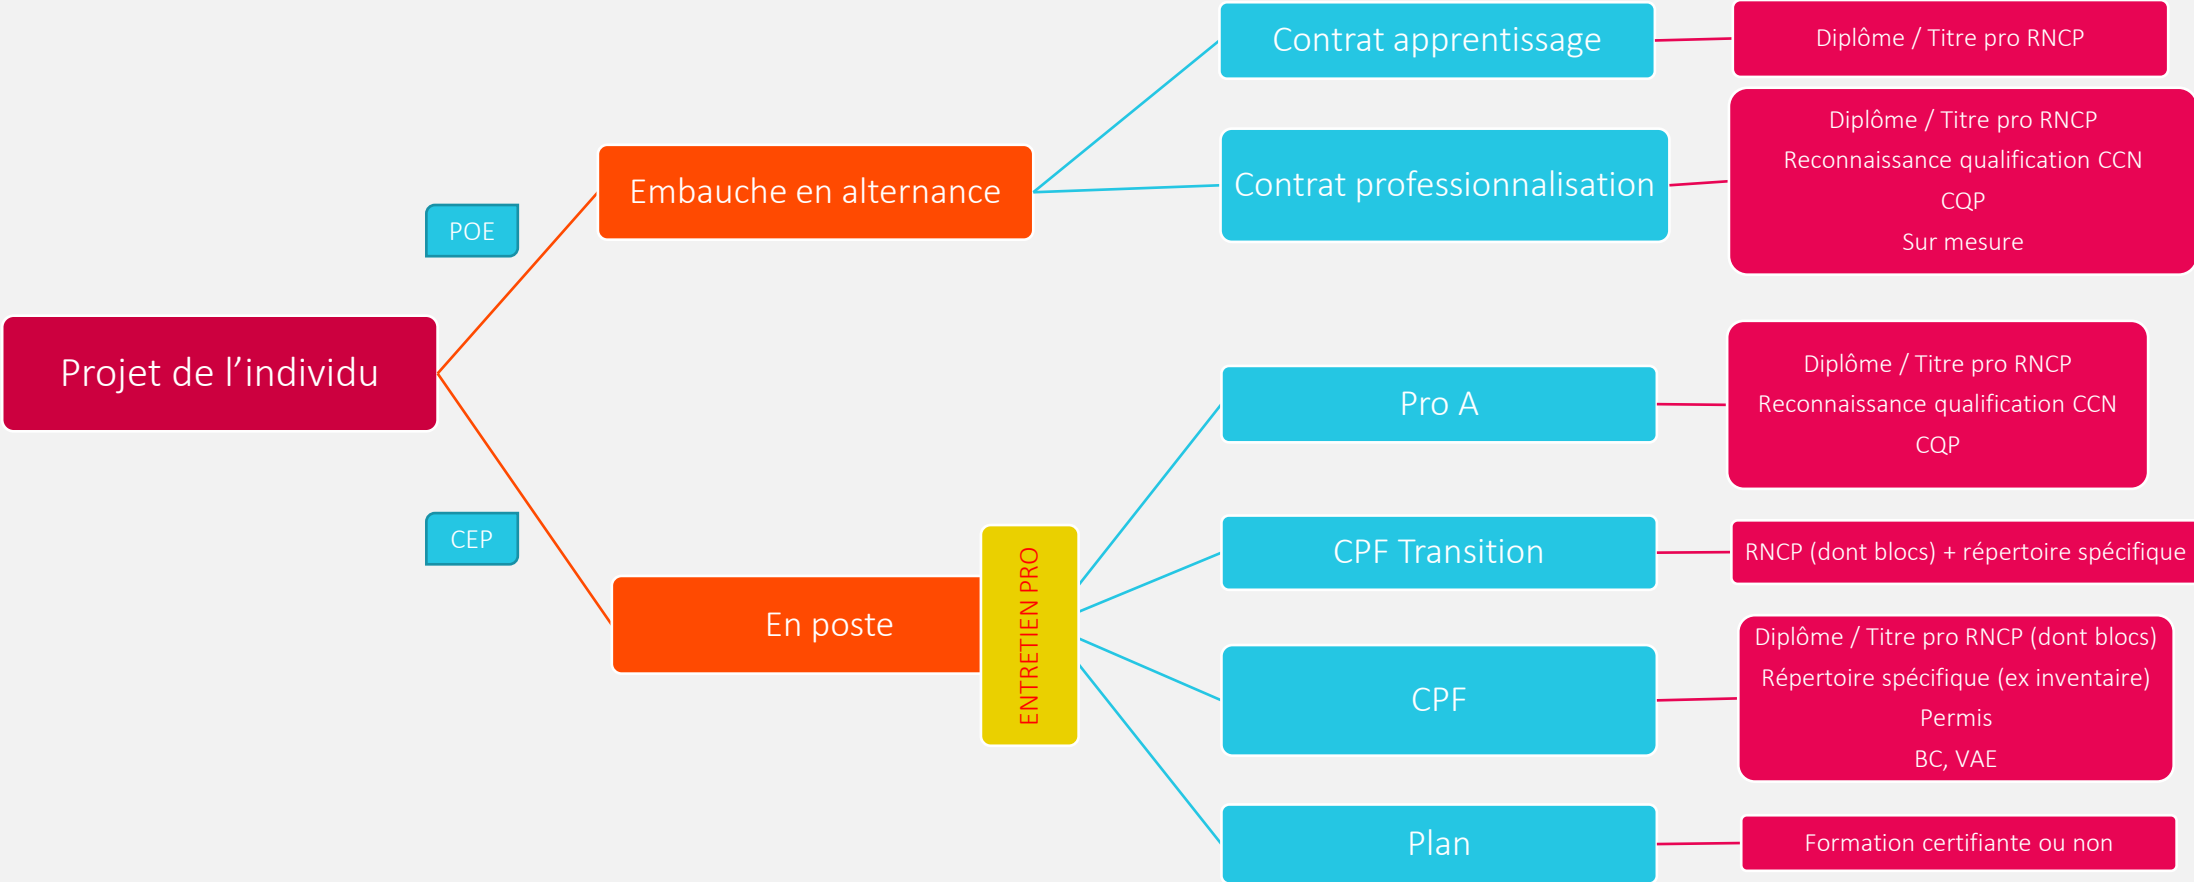 Projet de l’individu
POE
CEP
Embauche en alternance
Contrat apprentissage
Diplôme / Titre pro RNCP
Contrat professionnalisation
Diplôme / Titre pro RNCP
Reconnaissance qualification CCN
CQP
Sur mesure
En poste
ENTRETIEN PRO
Pro A
Diplôme / Titre pro RNCP
Reconnaissance qualification CCN
CQP
CPF Transition
RNCP (dont blocs) + répertoire spécifique
CPF
Diplôme / Titre pro RNCP (dont blocs)
Répertoire spécifique (ex inventaire)
Permis
BC, VAE
Plan
Formation certifiante ou non